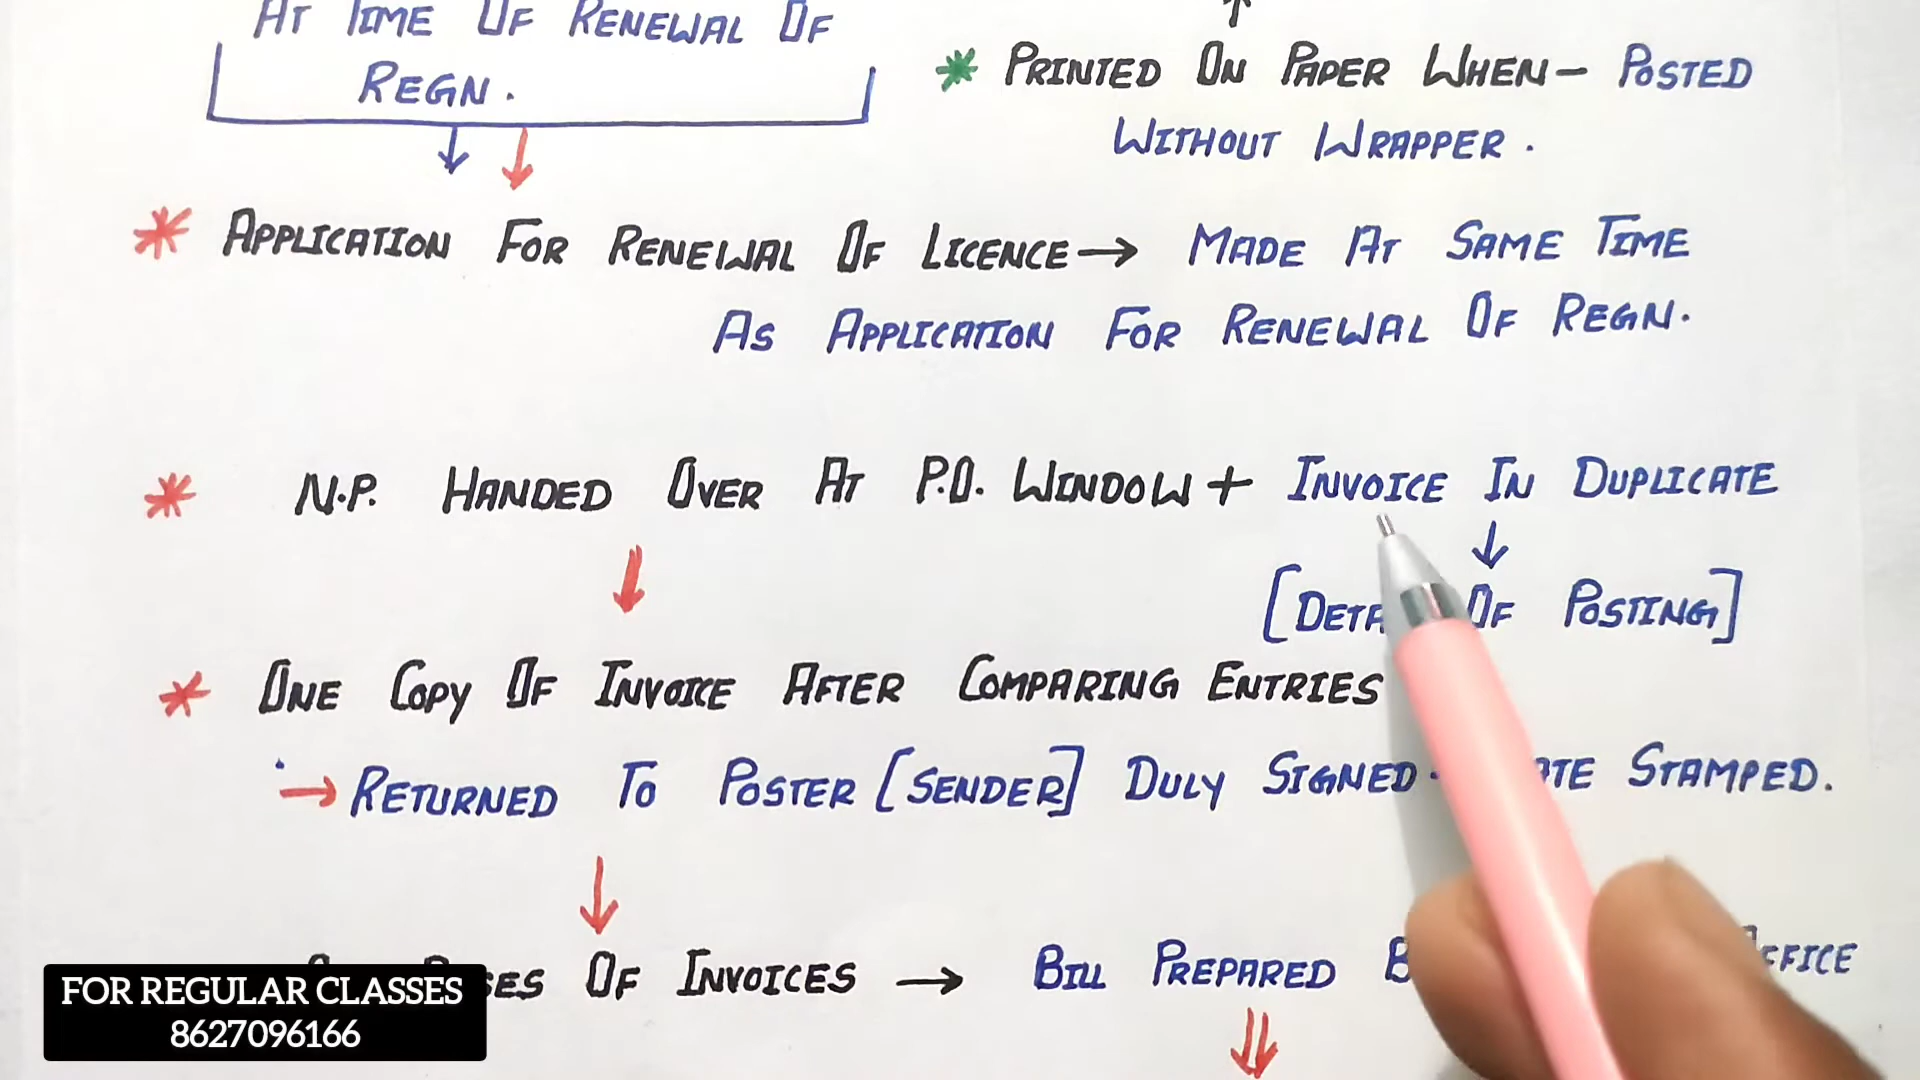 AT TIME OF RENEWAL OF
REGN.
* PRINTED ON PAPER WHEN – POSTED
WITHOUT WRAPPER.
* APPLICATION FOR RENEWAL OF LICENCE → MADE AT SAME TIME
AS APPLICATION FOR RENEWAL OF REGN.
* N.P. HANDED OVER AT P.O. WINDOW + INVOICE IN DUPLICATE
[ OF POSTING]
* ONE COPY OF INVOICE AFTER COMPARING ENTRIES
→ RETURNED TO POSTER [SENDER] DULY SIGNED STAMPED.
OF INVOICES → BILL PREPARED
FOR REGULAR CLASSES
8627096166